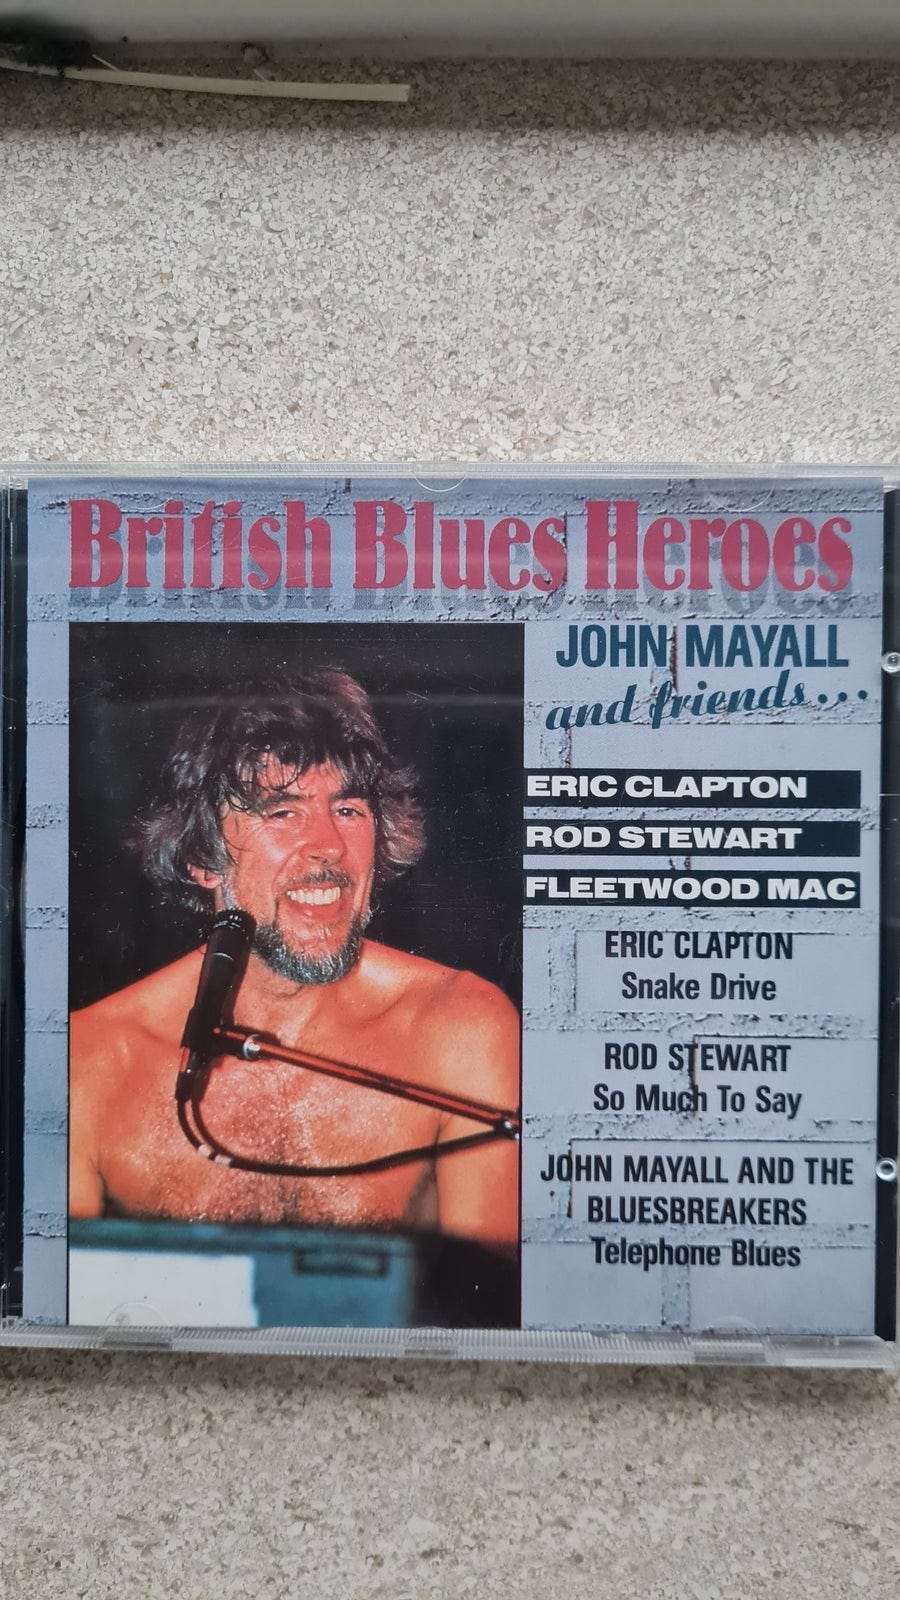 British Blues Heroes
JOHN MAYALL
and friends...
ERIC CLAPTON
ROD STEWART
FLEETWOOD MAC
ERIC CLAPTON
Snake Drive
ROD STEWART
So Much To Say
JOHN MAYALL AND THE
BLUESBREAKERS
Telephone Blues